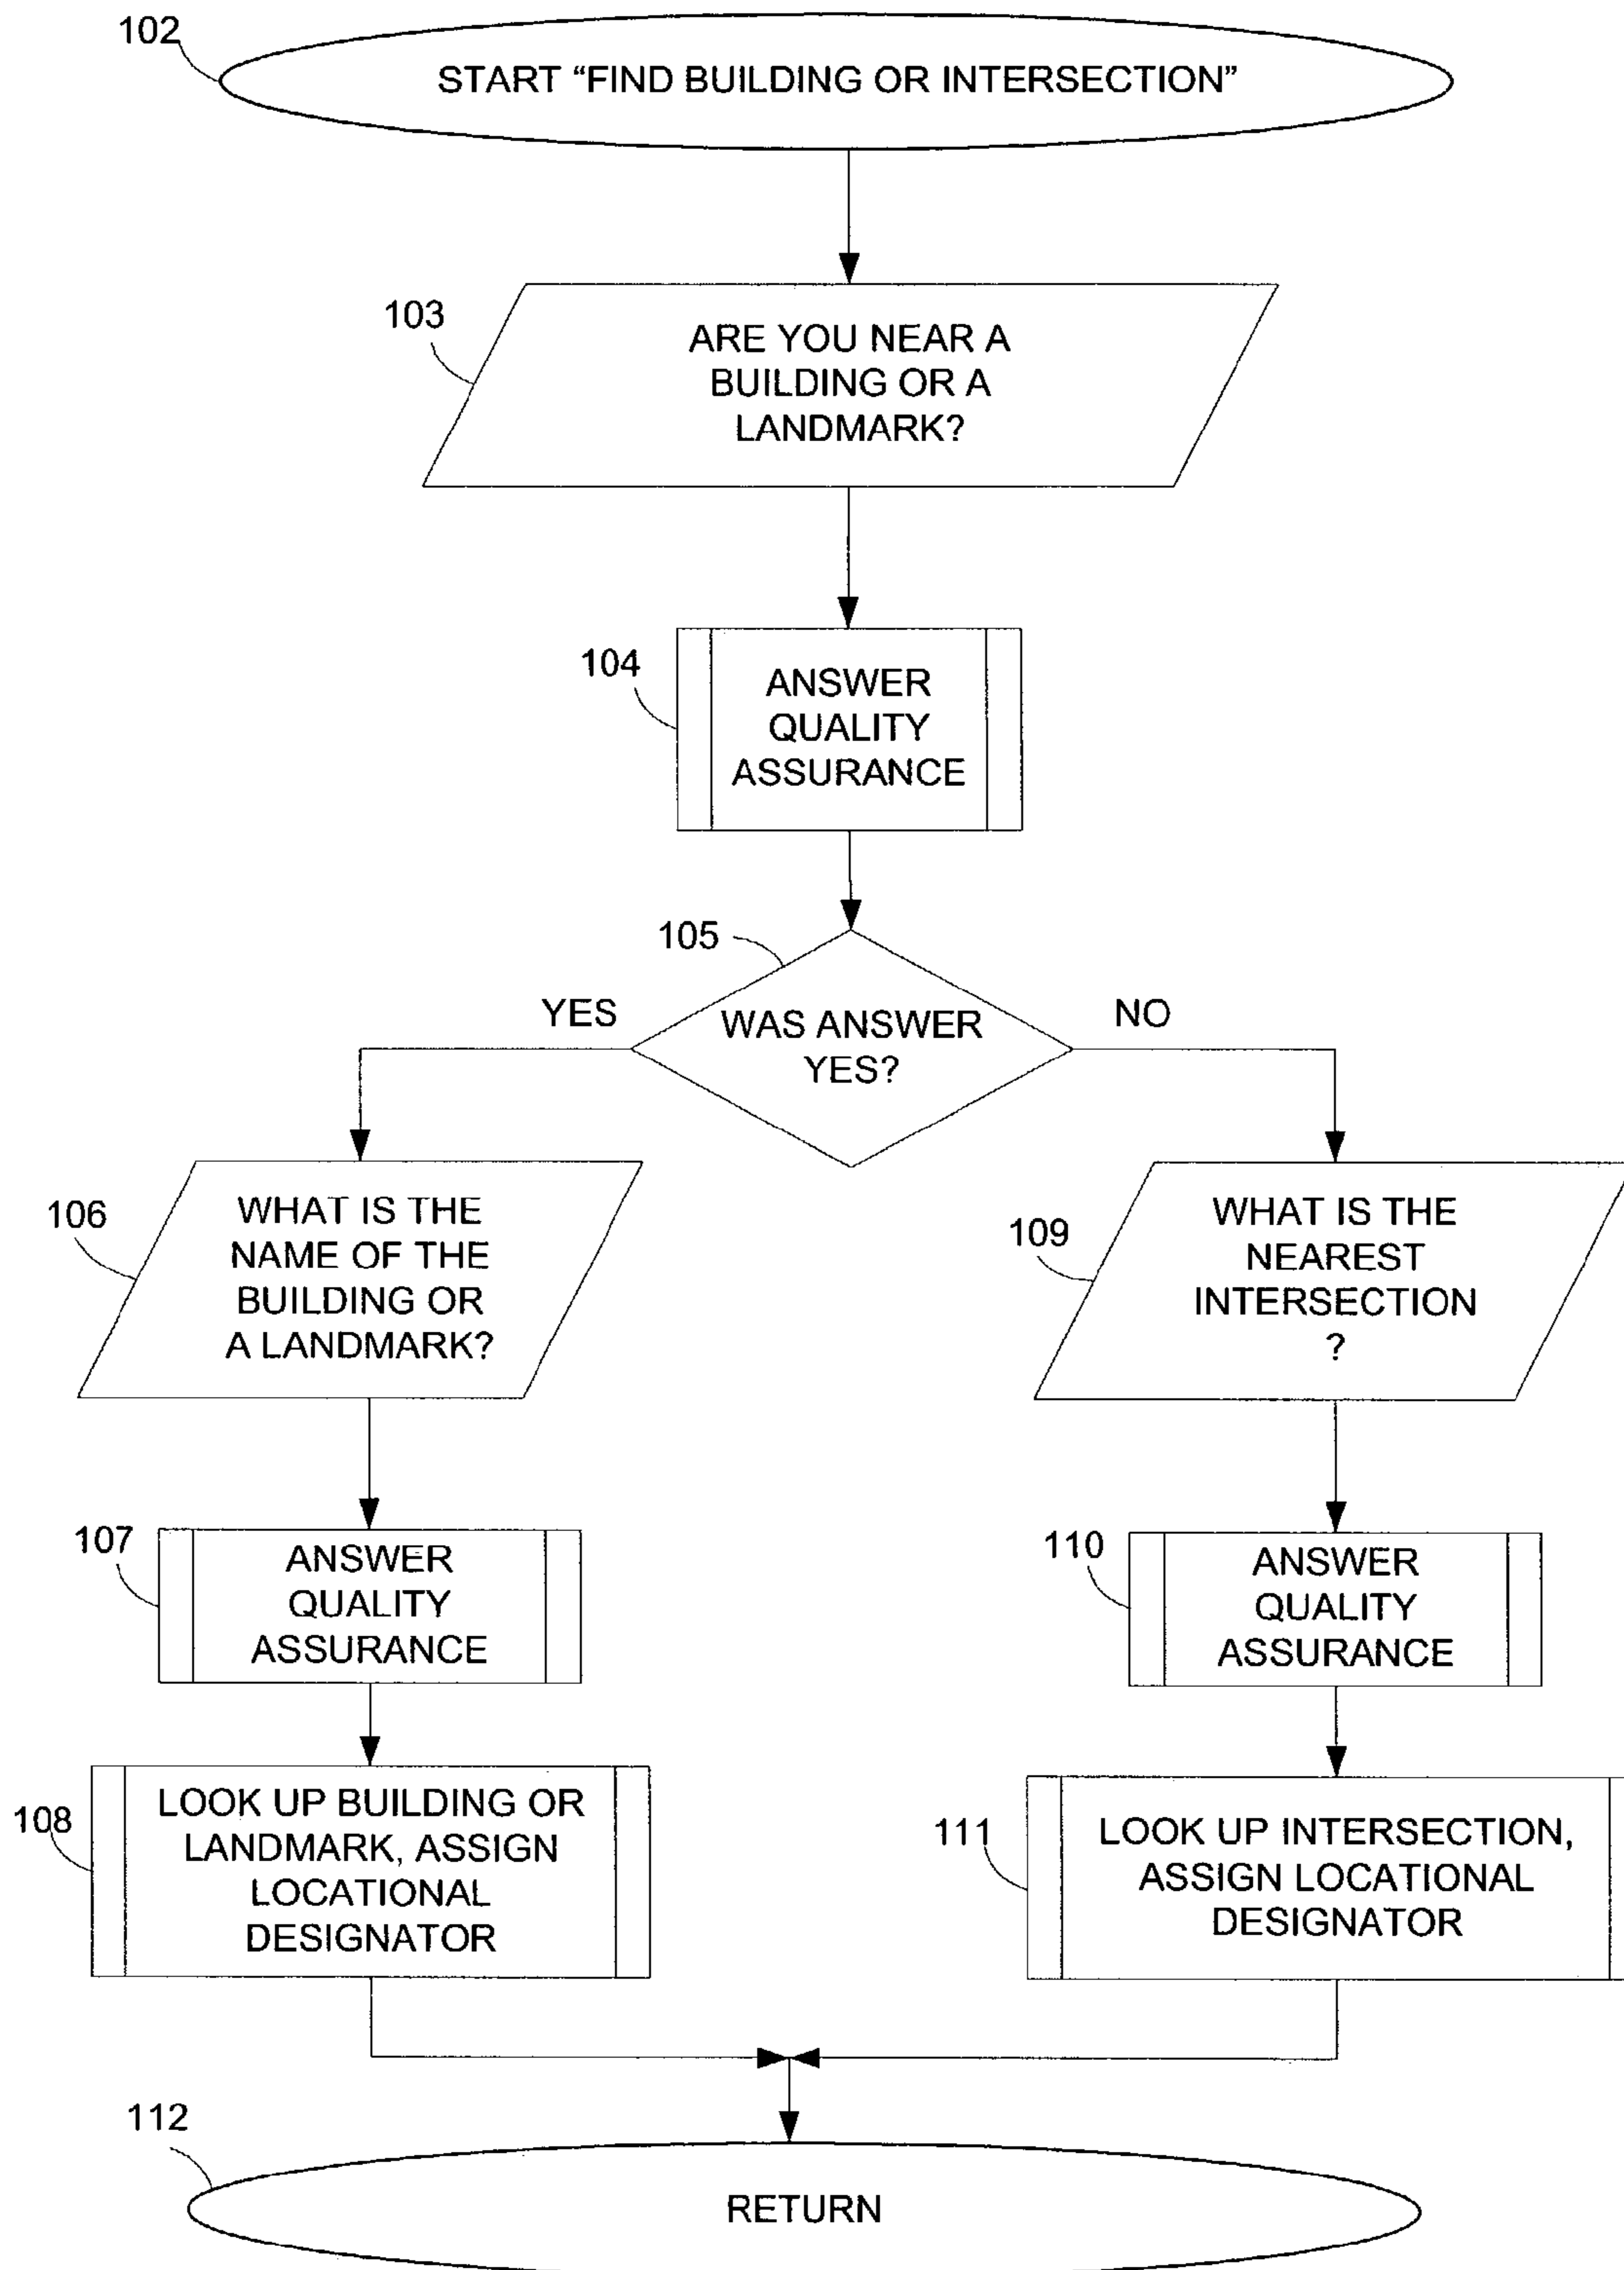 102
START “FIND BUILDING OR INTERSECTION”
103
ARE YOU NEAR A
BUILDING OR A
LANDMARK?
104
ANSWER
QUALITY
ASSURANCE
105
YES
WAS ANSWER
YES?
NO
106
WHAT IS THE
NAME OF THE
BUILDING OR
A LANDMARK?
109
WHAT IS THE
NEAREST
INTERSECTION
?
107
ANSWER
QUALITY
ASSURANCE
110
ANSWER
QUALITY
ASSURANCE
108
LOOK UP BUILDING OR
LANDMARK, ASSIGN
LOCATIONAL
DESIGNATOR
111
LOOK UP INTERSECTION,
ASSIGN LOCATIONAL
DESIGNATOR
112
RETURN